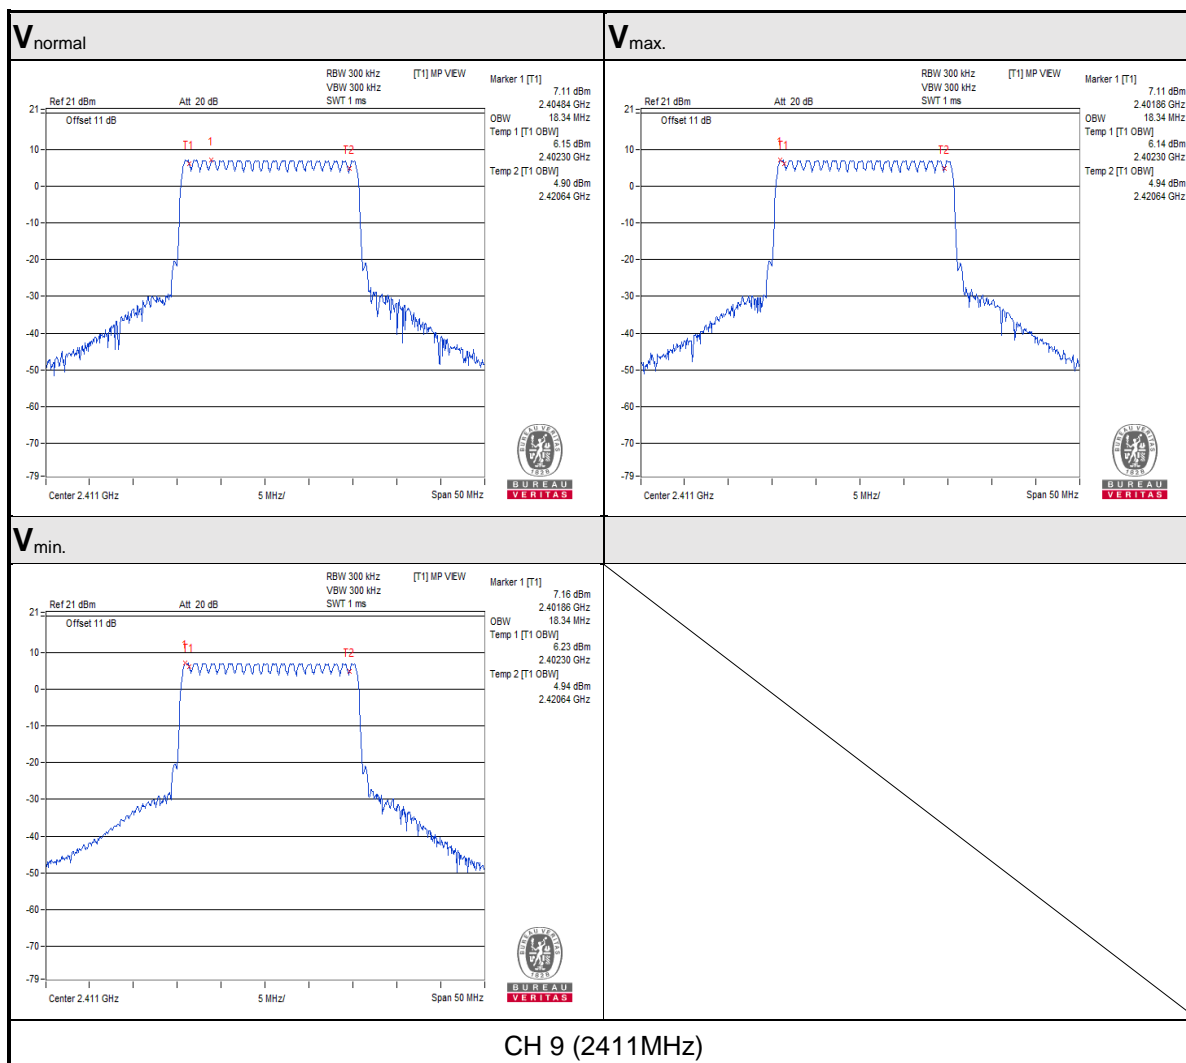 Vnormal
RBW 300 kHz [T1] MP VIEW
VBW 300 kHz
Ref 21 dBm Att 20 dB SWT 1 ms
Offset 11 dB
Marker 1 [T1]
7.11 dBm
2.40484 GHz
OBW 18.34 MHz
Temp 1 [T1 OBW]
6.15 dBm
2.40230 GHz
Temp 2 [T1 OBW]
4.90 dBm
2.42064 GHz
21
10
0
-10
-20
-30
-40
-50
-60
-70
-79
T1 1 T2
Center 2.411 GHz 5 MHz/ Span 50 MHz
BUREAU VERITAS
1828
BUREAU
VERITAS
Vmax.
RBW 300 kHz [T1] MP VIEW
VBW 300 kHz
Ref 21 dBm Att 20 dB SWT 1 ms
Offset 11 dB
Marker 1 [T1]
7.11 dBm
2.40186 GHz
OBW 18.34 MHz
Temp 1 [T1 OBW]
6.14 dBm
2.40230 GHz
Temp 2 [T1 OBW]
4.94 dBm
2.42064 GHz
21
10
0
-10
-20
-30
-40
-50
-60
-70
-79
1
T1 T2
Center 2.411 GHz 5 MHz/ Span 50 MHz
BUREAU VERITAS
1828
BUREAU
VERITAS
Vmin.
RBW 300 kHz [T1] MP VIEW
VBW 300 kHz
Ref 21 dBm Att 20 dB SWT 1 ms
Offset 11 dB
Marker 1 [T1]
7.16 dBm
2.40186 GHz
OBW 18.34 MHz
Temp 1 [T1 OBW]
6.23 dBm
2.40230 GHz
Temp 2 [T1 OBW]
4.94 dBm
2.42064 GHz
21
10
0
-10
-20
-30
-40
-50
-60
-70
-79
1
T1 T2
Center 2.411 GHz 5 MHz/ Span 50 MHz
BUREAU VERITAS
1828
BUREAU
VERITAS
CH 9 (2411MHz)